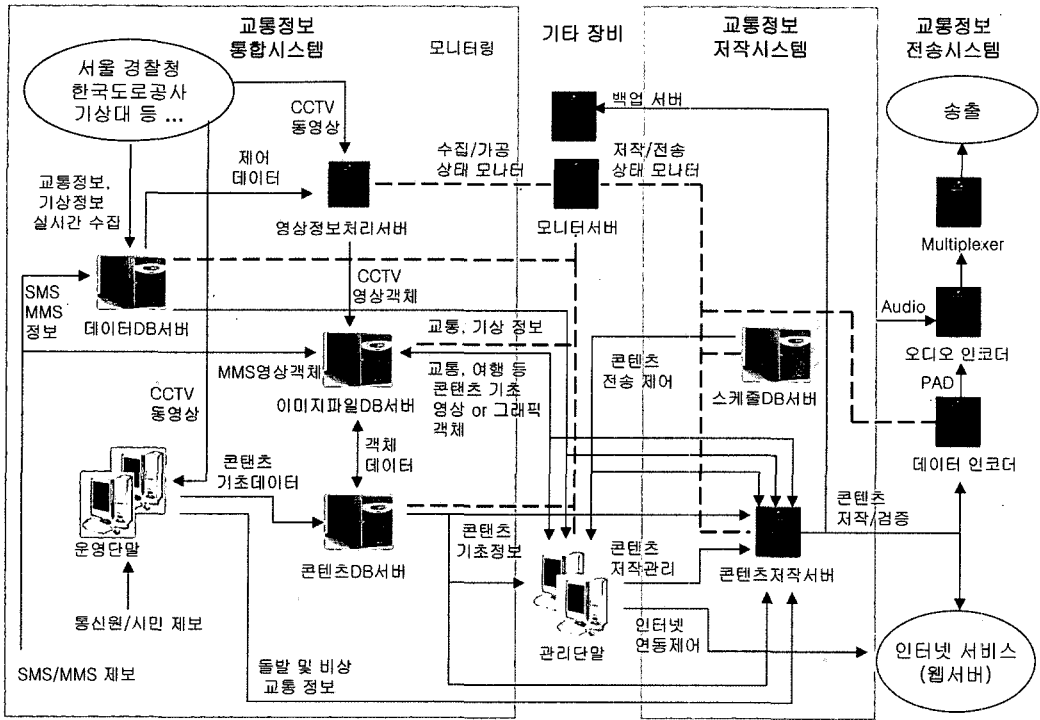 교통정보
통합시스템
모니터링
기타 장비
교통정보
저작시스템
교통정보
전송시스템
서울 경찰청
한국도로공사
기상대 등 ...
CCTV
동영상
백업 서버
송출
제어
데이터
수집/가공
상태 모나터
저작/전송
상태 모나터
교통정보,
기상정보
실시간 수집
영상정보처리서버
모니터서버
Multiplexer
SMS
MMS
정보
데이터DB서버
CCTV
영상객체
교통, 기상 정보
Audio
오디오 인코더
MMS영상객체
이미지파일DB서버
교통, 여행 등
콘탠츠 기초
영상 or 그래픽
객체
콘텐츠
전송 제어
스케줄DB서버
PAD
데이터 인코더
CCTV
동영상
객체
데이터
콘텐츠
기초데이터
운영단말
콘텐츠DB서버
콘탠츠
기초정보
콘텐츠
저작관리
콘텐츠저작서버
콘텐츠
저작/검증
통신원/시민 제보
관리단말
인터넷
연동제어
인터넷 서비스
(웹서버)
SMS/MMS 제보
돌발 및 비상
교통 정보